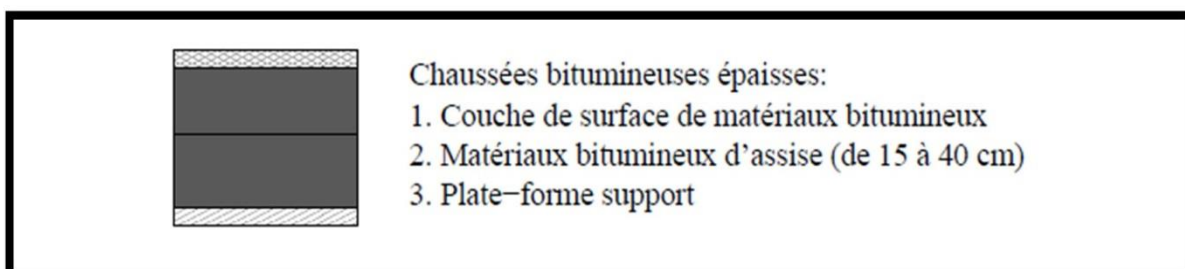 Chaussées bitumineuses épaisses:
1. Couche de surface de matériaux bitumineux
2. Matériaux bitumineux d'assise (de 15 à 40 cm)
3. Plate−forme support